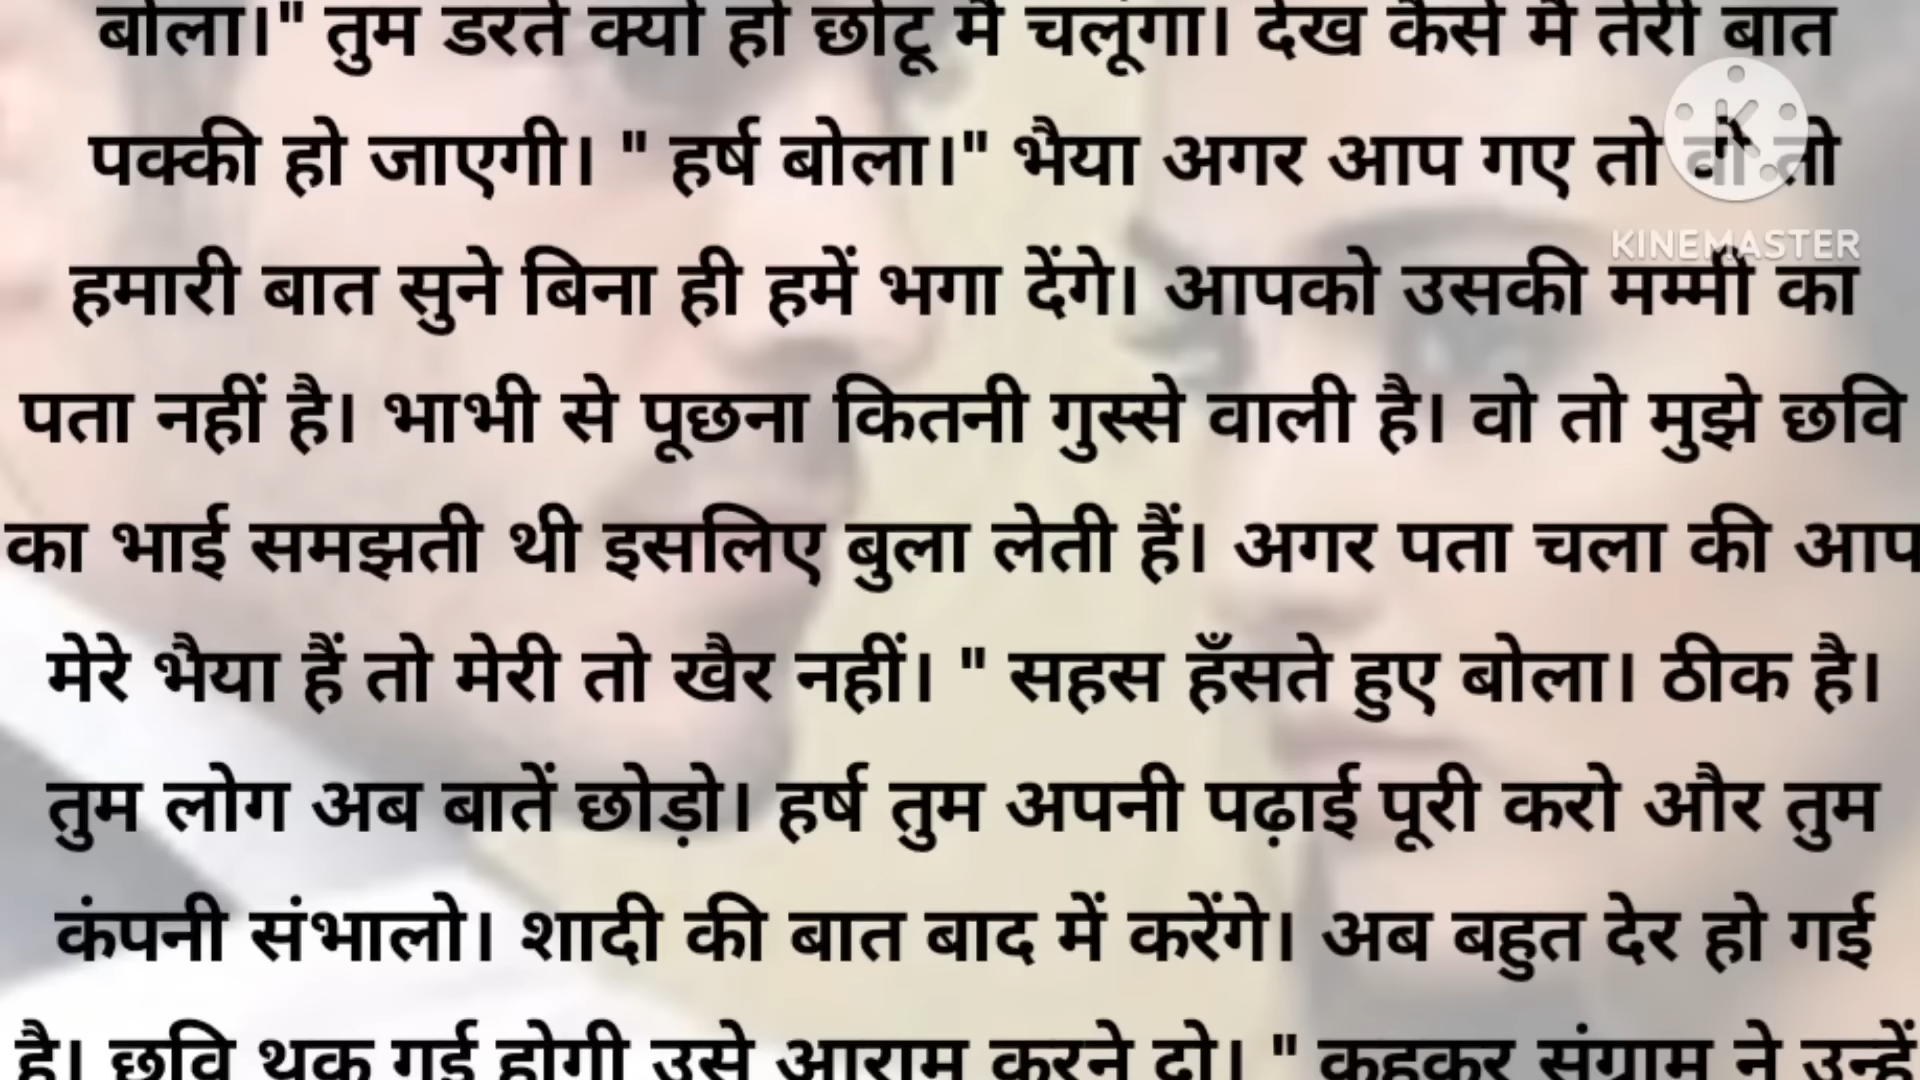 बोला।" तुम डरते क्यों हो छोटू मैं चलूंगा। देख कैसे मैं तेरी बात
पक्की हो जाएगी। " हर्ष बोला।" भैया अगर आप गए तो वो तो
KINEMASTER
हमारी बात सुने बिना ही हमें भगा देंगे। आपको उसकी मम्मी का
पता नहीं है। भाभी से पूछना कितनी गुस्से वाली है। वो तो मुझे छवि
का भाई समझती थी इसलिए बुला लेती हैं। अगर पता चला की आप
मेरे भैया हैं तो मेरी तो खैर नहीं। " सहस हँसते हुए बोला। ठीक है।
तुम लोग अब बातें छोड़ो। हर्ष तुम अपनी पढ़ाई पूरी करो और तुम
कंपनी संभालो। शादी की बात बाद में करेंगे। अब बहुत देर हो गई
है। छवि थक गई होगी उसे आराम करने दो। " कहकर संग्राम ने उन्हें